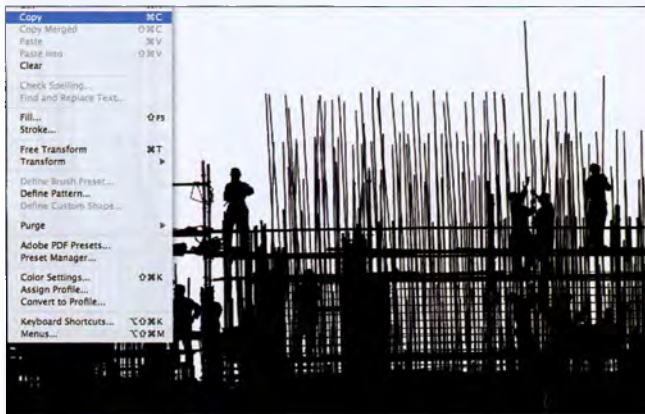 Copy ⌘C
Copy Merged ⇧⌘C
Paste ⌘V
Paste Into ⇧⌘V
Clear
Check Spelling...
Find and Replace Text...
Fill... ⇧F5
Stroke...
Free Transform ⌘T
Transform ▶
Define Brush Preset...
Define Pattern...
Define Custom Shape...
Purge ▶
Adobe PDF Presets...
Preset Manager...
Color Settings... ⇧⌘K
Assign Profile...
Convert to Profile...
Keyboard Shortcuts... ⌥⇧⌘K
Menus... ⌥⇧⌘M